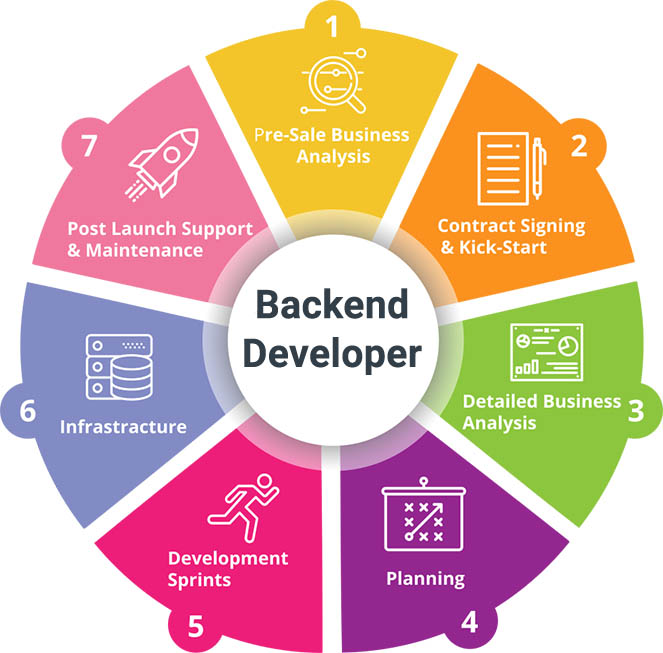 1
Pre-Sale Business
Analysis
2
Contract Signing
& Kick-Start
3
Detailed Business
Analysis
4
Planning
5
Development
Sprints
6
Infrastracture
7
Post Launch Support
& Maintenance
Backend
Developer